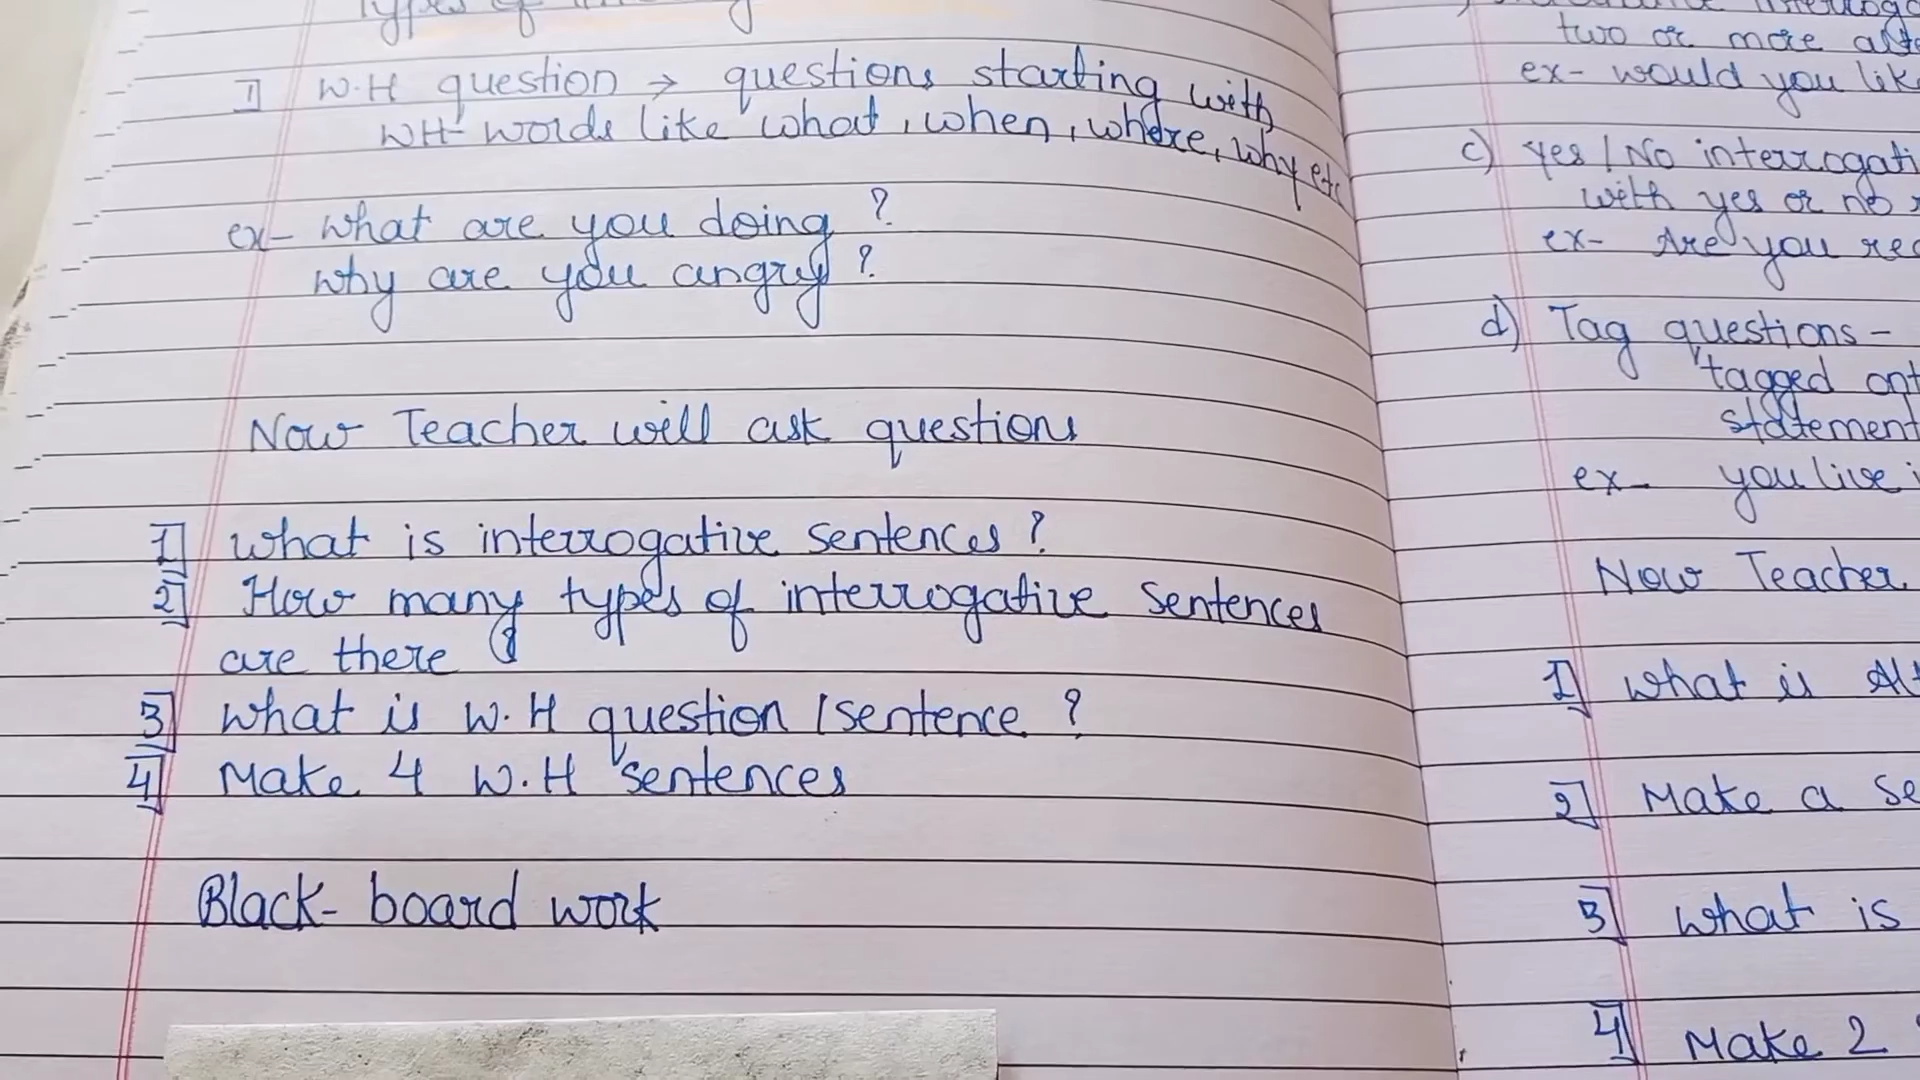 Types of
1] W.H question → questions starting with
WH words like what, when, where, why etc
ex- what are you doing ?
why are you angry ?
Now Teacher will ask questions
1] what is interrogative sentences ?
2] How many types of interrogative sentences
are there ?
3] what is W.H question / sentence ?
4] Make 4 W.H sentences
Black-board work
two or more
ex- would you
c) yes / No
with yes or no
ex- Are you
d) Tag questions -
tagged
statement
ex- you live
Now Teacher
1] what is
2] Make a
3] what is
4] Make 2